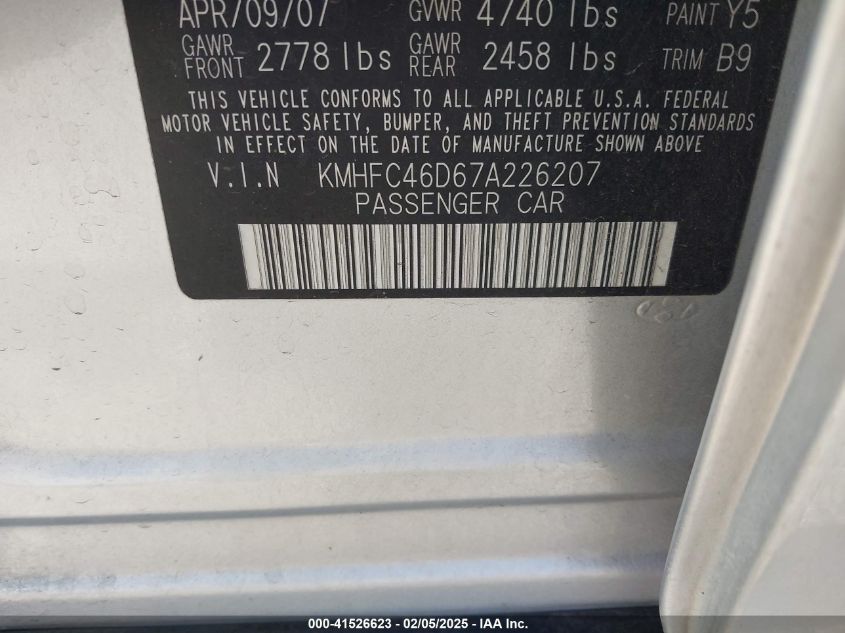 APR/09/07 GVWR 4740 lbs PAINT Y5
GAWR FRONT 2778 lbs GAWR REAR 2458 lbs TRIM B9
THIS VEHICLE CONFORMS TO ALL APPLICABLE U.S.A. FEDERAL
MOTOR VEHICLE SAFETY, BUMPER, AND THEFT PREVENTION STANDARDS
IN EFFECT ON THE DATE OF MANUFACTURE SHOWN ABOVE
V.I.N KMHFC46D67A226207
PASSENGER CAR
000-41526623 - 02/05/2025 - IAA Inc.